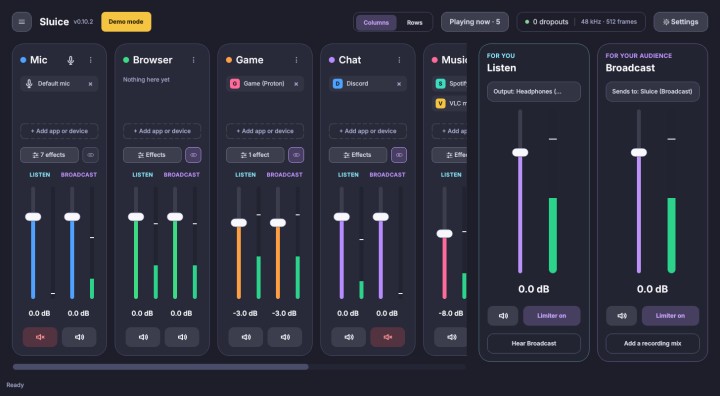 Sluice v0.10.2 Demo mode Columns Rows Playing now · 5 0 dropouts 48 kHz · 512 frames Settings
Mic
Default mic ×
+ Add app or device
7 effects
LISTEN BROADCAST
0.0 dB 0.0 dB
Browser
Nothing here yet
+ Add app or device
Effects
LISTEN BROADCAST
0.0 dB 0.0 dB
Game
G Game (Proton) ×
+ Add app or device
1 effect
LISTEN BROADCAST
-3.0 dB -3.0 dB
Chat
D Discord ×
+ Add app or device
Effects
LISTEN BROADCAST
0.0 dB 0.0 dB
Music
S Spotif
V VLC m
+ Add app
Effe
LISTEN
-8.0 dB
FOR YOU
Listen
Output: Headphones (...
0.0 dB
Limiter on
Hear Broadcast
FOR YOUR AUDIENCE
Broadcast
Sends to: Sluice (Broadcast)
0.0 dB
Limiter on
Add a recording mix
Ready